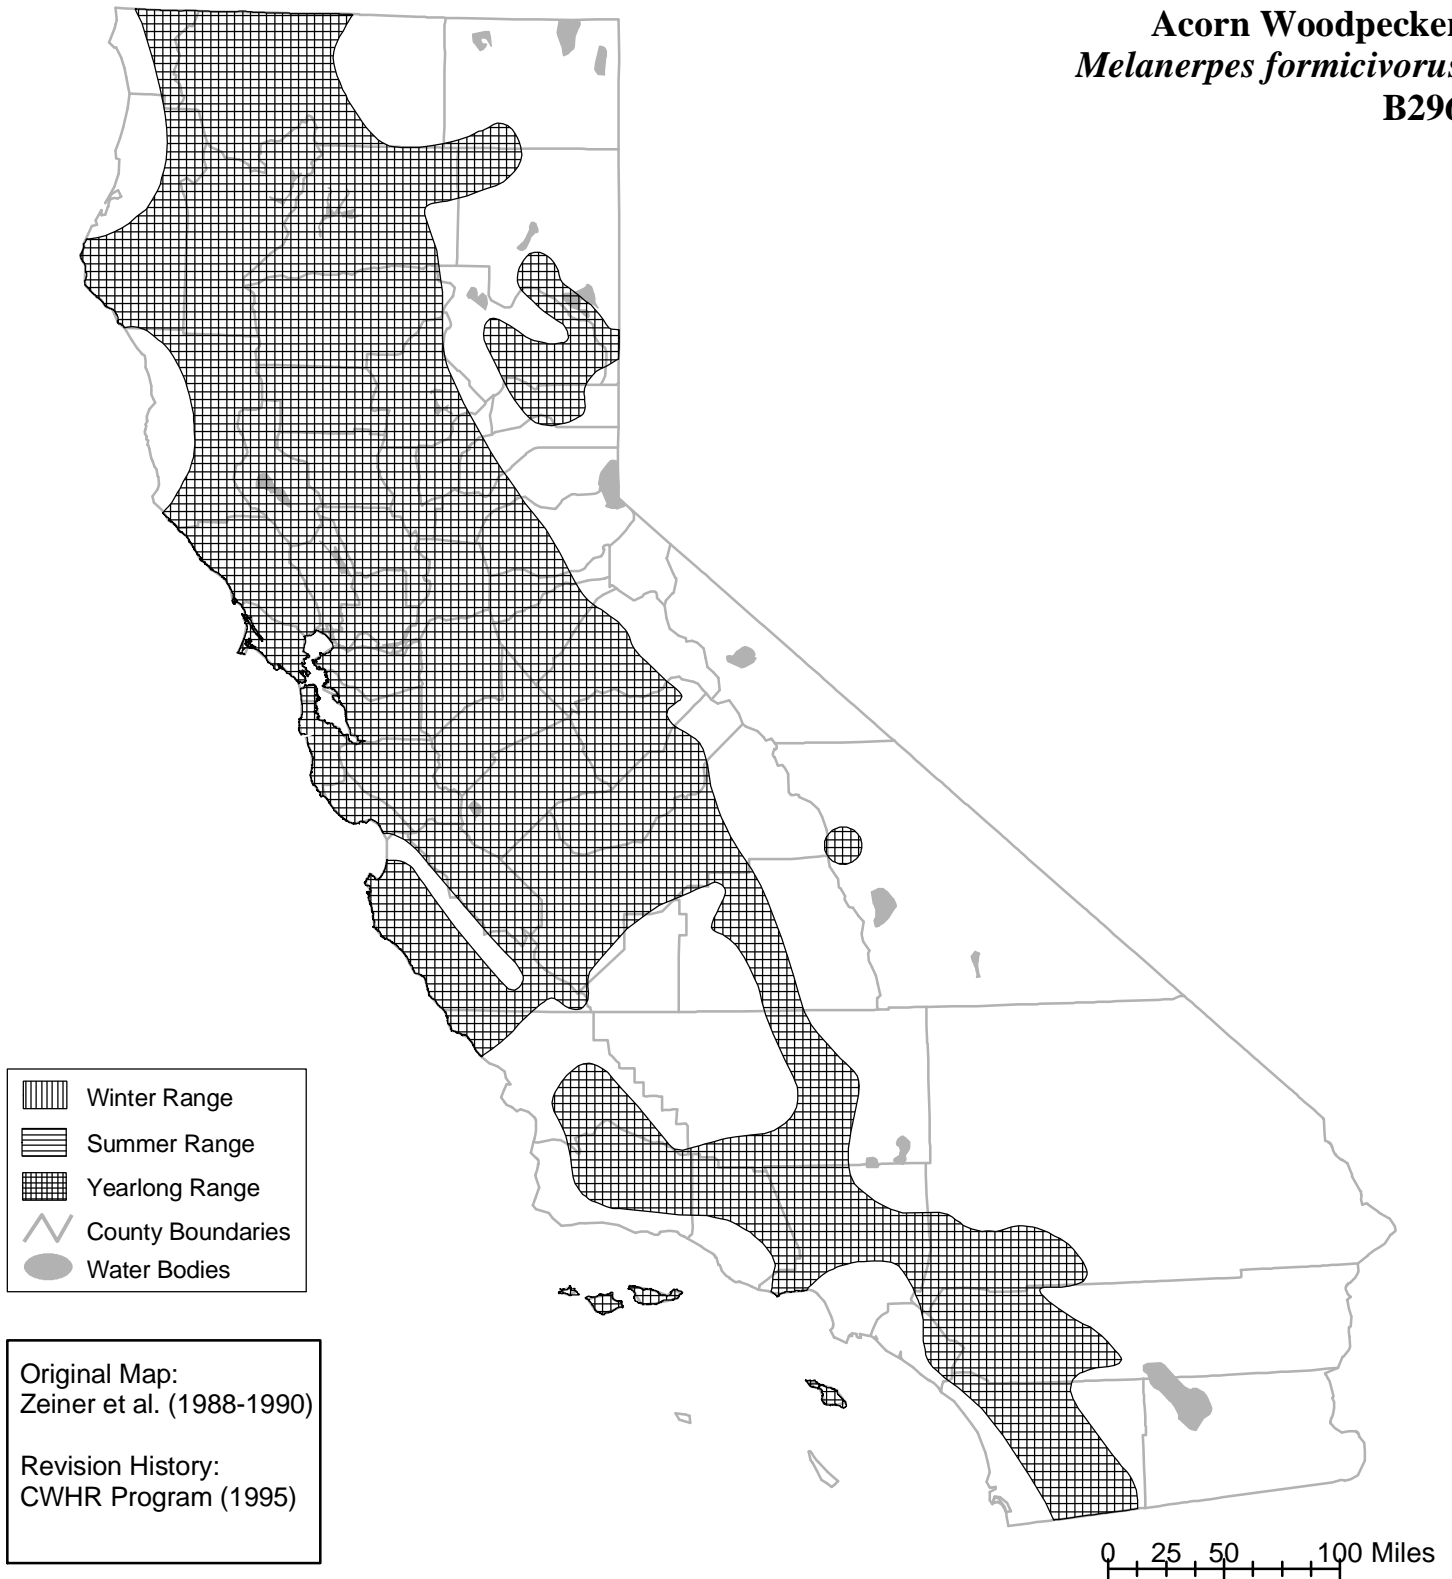 Acorn Woodpecker
Melanerpes formicivorus
B296
Winter Range
Summer Range
Yearlong Range
County Boundaries
Water Bodies
Original Map:
Zeiner et al. (1988-1990)
Revision History:
CWHR Program (1995)
0 25 50 100 Miles